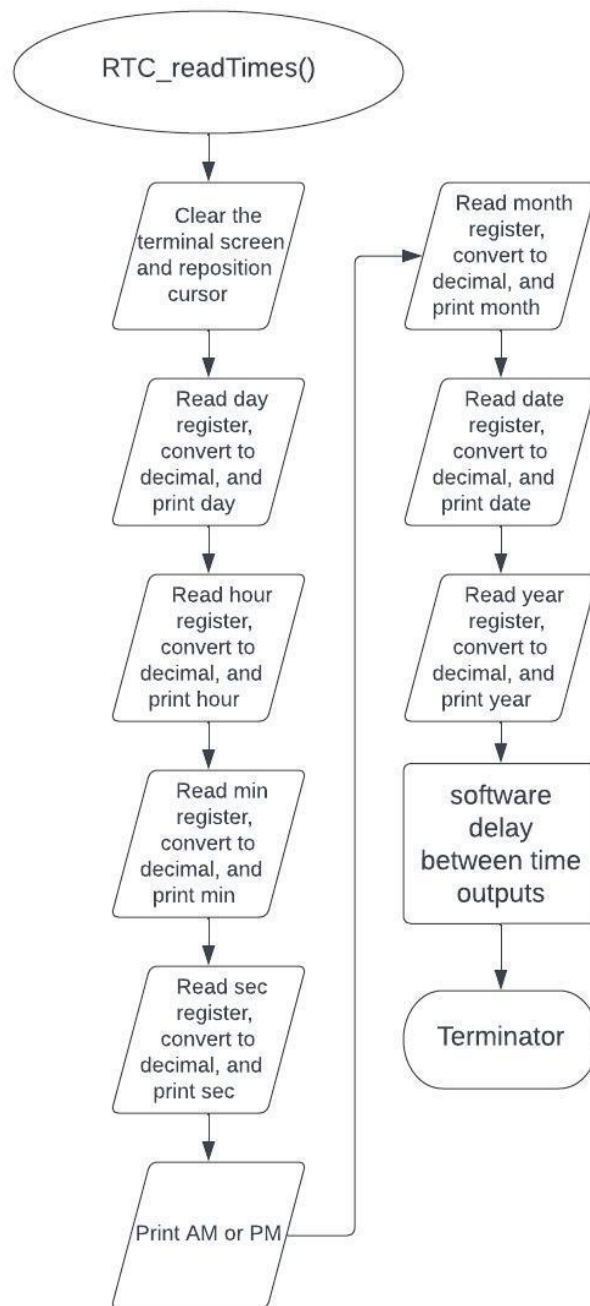 RTC_readTimes()
Clear the
terminal screen
and reposition
cursor
Read day
register,
convert to
decimal, and
print day
Read hour
register,
convert to
decimal, and
print hour
Read min
register,
convert to
decimal, and
print min
Read sec
register,
convert to
decimal, and
print sec
Print AM or PM
Read month
register,
convert to
decimal, and
print month
Read date
register,
convert to
decimal, and
print date
Read year
register,
convert to
decimal, and
print year
software
delay
between time
outputs
Terminator